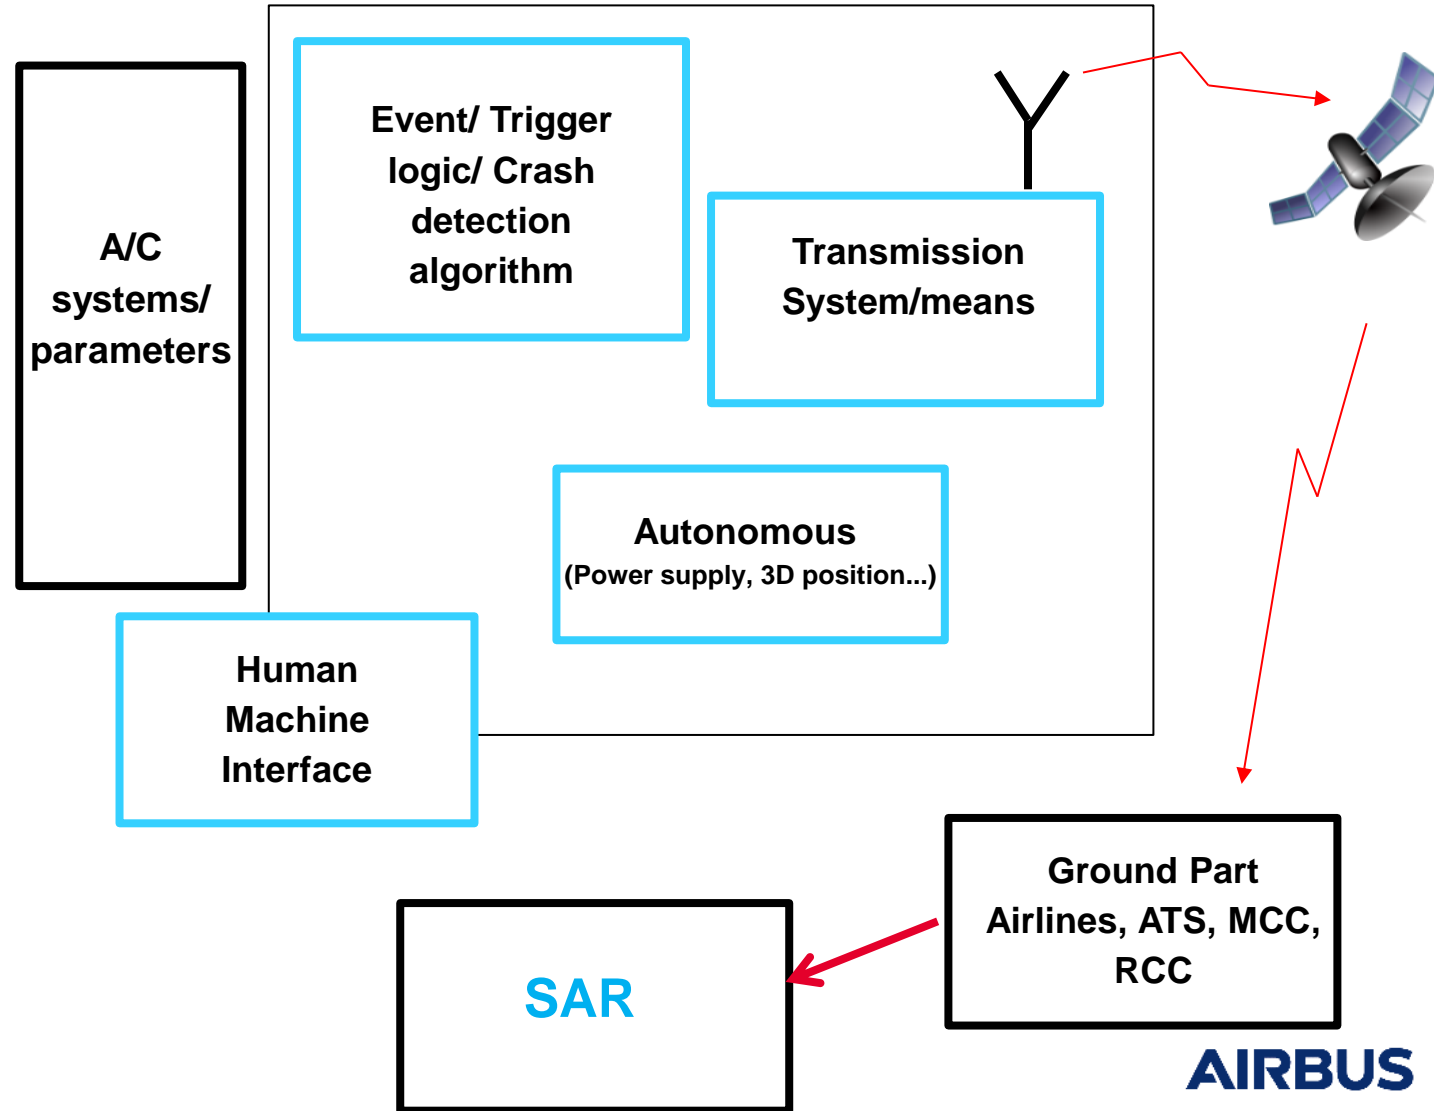 Event/ Trigger
logic/ Crash
detection
algorithm
A/C
systems/
parameters
Transmission
System/means
Autonomous
(Power supply, 3D position...)
Human
Machine
Interface
Ground Part
Airlines, ATS, MCC,
RCC
SAR
AIRBUS